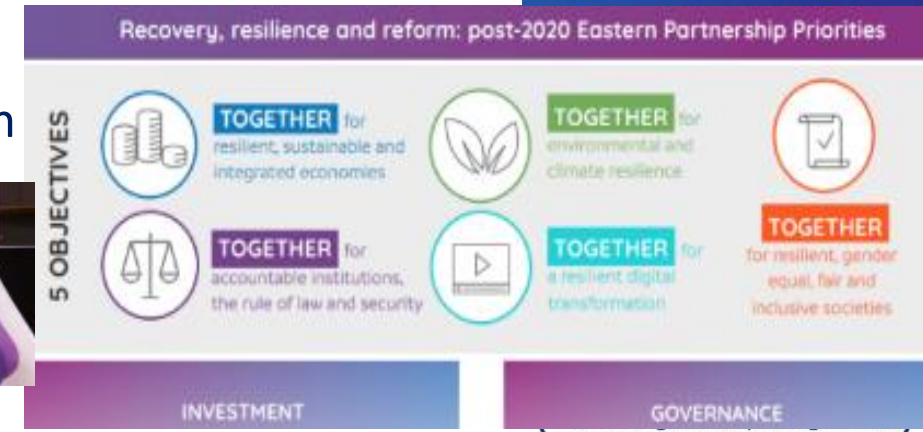 Recovery, resilience and reform: post-2020 Eastern Partnership Priorities
n
5 OBJECTIVES
TOGETHER for
resilient, sustainable and
integrated economies
TOGETHER for
environmental and
climate resilience
TOGETHER
for resilient, gender
equal, fair and
inclusive societies
TOGETHER for
accountable institutions,
the rule of law and security
TOGETHER for
a resilient digital
transformation
INVESTMENT
GOVERNANCE